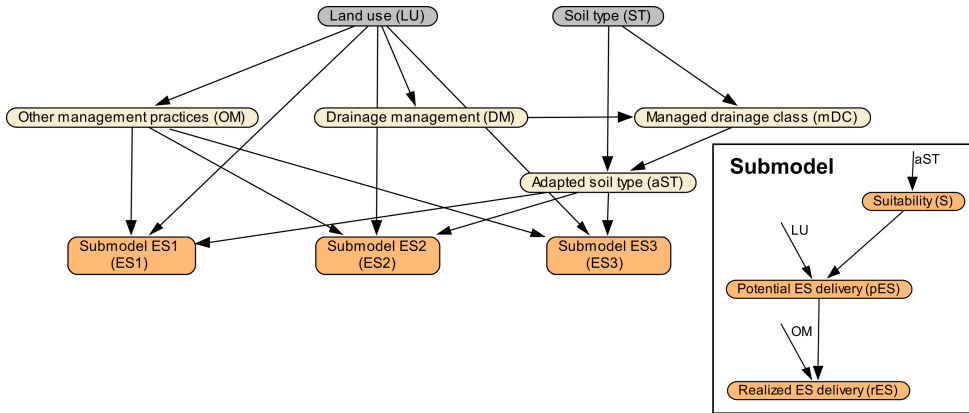 Land use (LU)
Soil type (ST)
Other management practices (OM)
Drainage management (DM)
Managed drainage class (mDC)
Adapted soil type (aST)
Submodel ES1
(ES1)
Submodel ES2
(ES2)
Submodel ES3
(ES3)
Submodel
aST
Suitability (S)
LU
Potential ES delivery (pES)
OM
Realized ES delivery (rES)